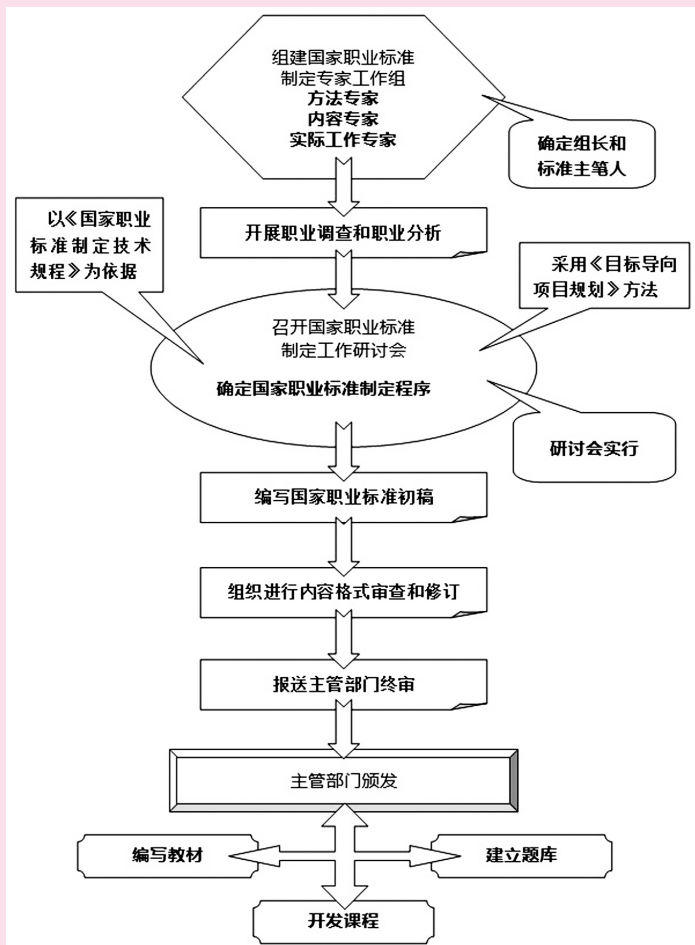 组建国家职业标准
制定专家工作组
方法专家
内容专家
实际工作专家
确定组长和
标准主笔人
开展职业调查和职业分析
以《国家职业
标准制定技术
规程》为依据
采用《目标导向
项目规划》方法
召开国家职业标准
制定工作研讨会
确定国家职业标准制定程序
研讨会实行
编写国家职业标准初稿
组织进行内容格式审查和修订
报送主管部门终审
主管部门颁发
编写教材
建立题库
开发课程